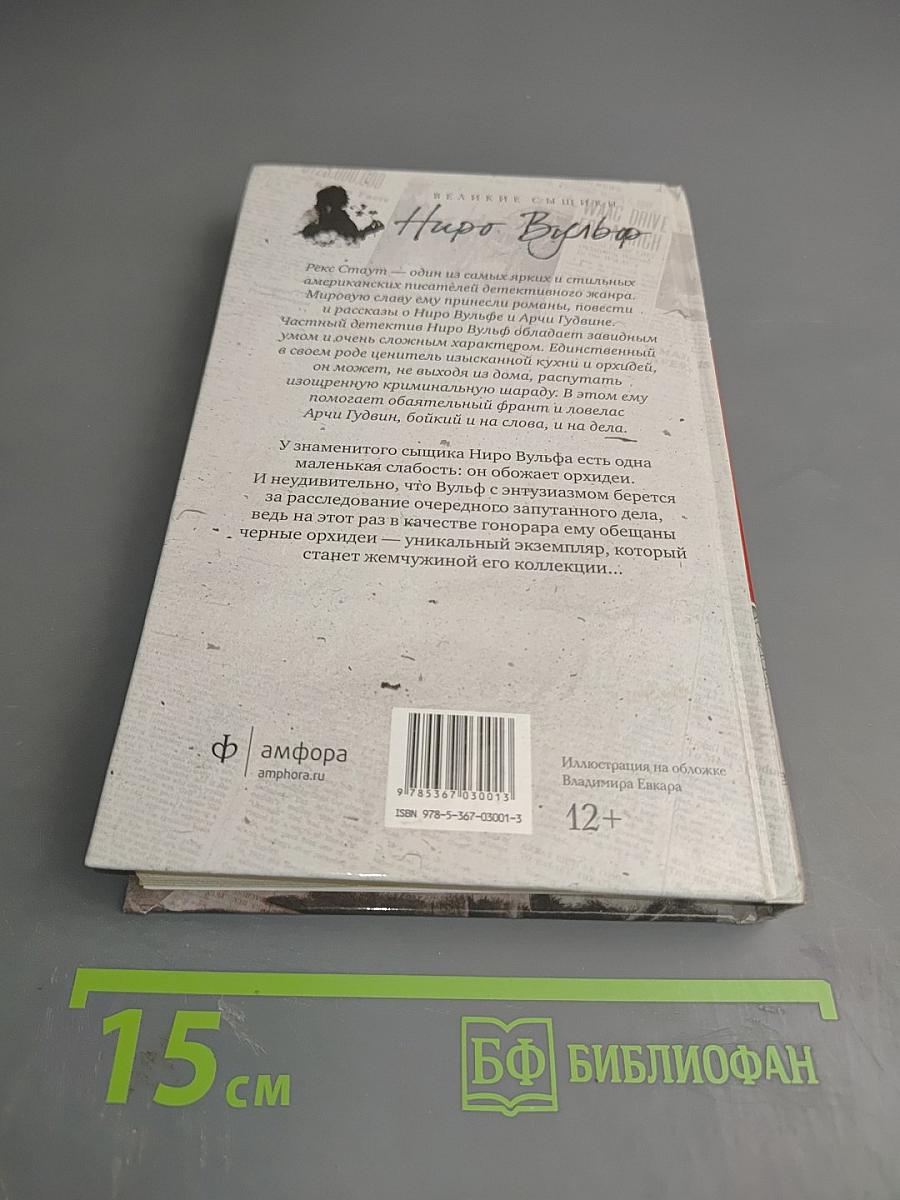 ВЕЛИКИЕ СЫЩИКИ
Ниро Вульф
WAAC DRIVE
Рекс Стаут — один из самых ярких и стильных
американских писателей детективного жанра.
Мировую славу ему принесли романы, повести
и рассказы о Ниро Вульфе и Арчи Гудвине.
Частный детектив Ниро Вульф обладает завидным
умом и очень сложным характером. Единственный
в своем роде ценитель изысканной кухни и орхидей,
он может, не выходя из дома, распутать
изощренную криминальную шараду. В этом ему
помогает обаятельный франт и ловелас
Арчи Гудвин, бойкий и на слова, и на дела.
У знаменитого сыщика Ниро Вульфа есть одна
маленькая слабость: он обожает орхидеи.
И неудивительно, что Вульф с энтузиазмом берется
за расследование очередного запутанного дела,
ведь на этот раз в качестве гонорара ему обещаны
черные орхидеи — уникальный экземпляр, который
станет жемчужиной его коллекции...
ф амфора
amphora.ru
9 785367 030013
ISBN 978-5-367-03001-3
Иллюстрация на обложке
Владимира Евкара
12+
15 см
БФ БИБЛИОФАН